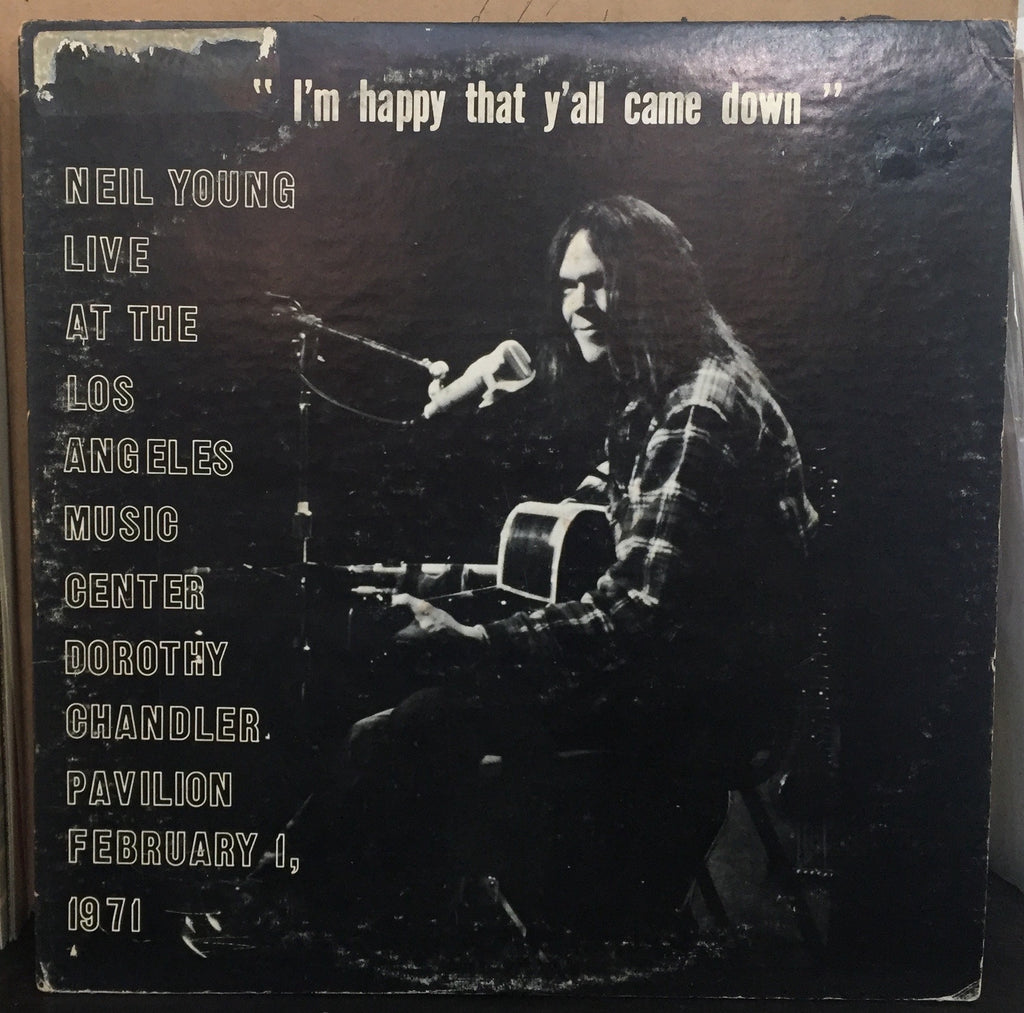 " I'm happy that y'all came down "
NEIL YOUNG
LIVE
AT THE
LOS
ANGELES
MUSIC
CENTER
DOROTHY
CHANDLER
PAVILION
FEBRUARY 1,
1971